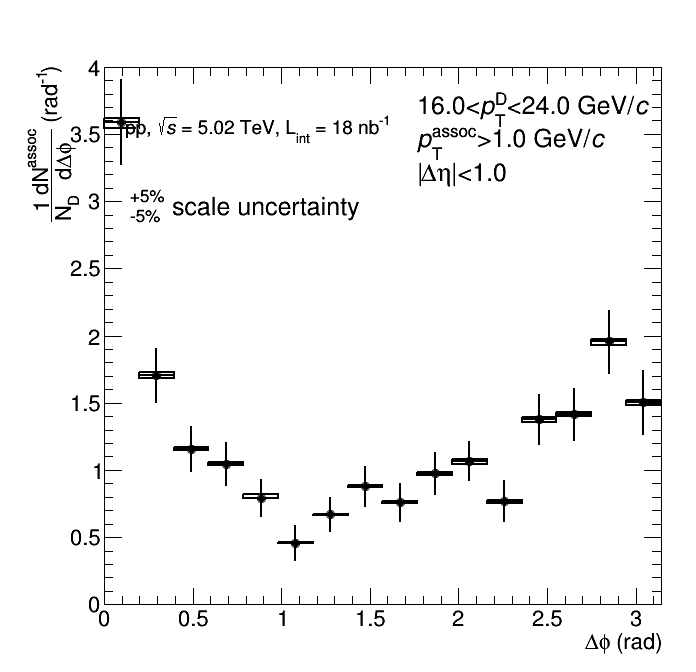 1 dN^assoc / N_D dΔφ (rad^-1)
4
3.5
3
2.5
2
1.5
1
0.5
0
pp, √s = 5.02 TeV, L_int = 18 nb^-1
+5%
-5% scale uncertainty
16.0<p_T^D<24.0 GeV/c
p_T^assoc>1.0 GeV/c
|Δη|<1.0
0 0.5 1 1.5 2 2.5 3
Δφ (rad)